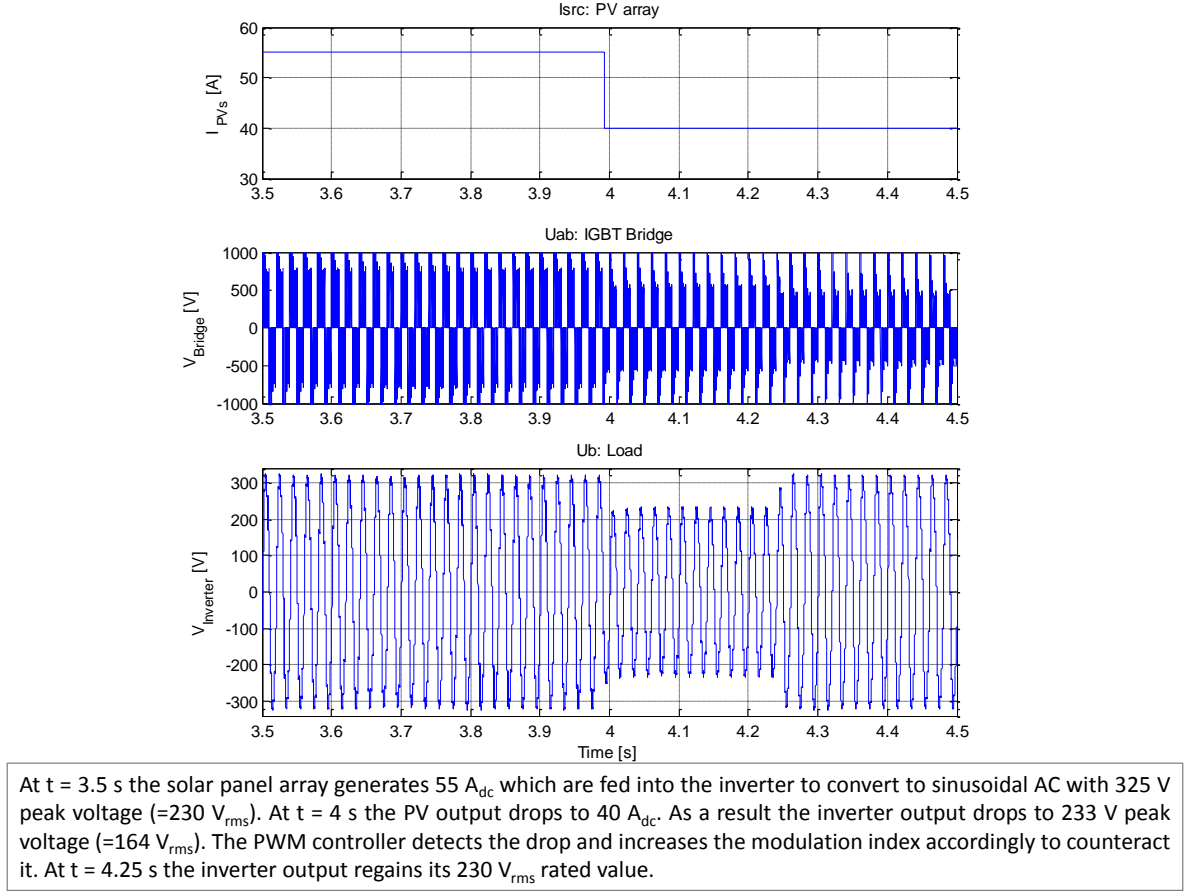 Isrc: PV array
60
50
40
30
I_PVs [A]
3.5 3.6 3.7 3.8 3.9 4 4.1 4.2 4.3 4.4 4.5
Uab: IGBT Bridge
1000
500
0
-500
-1000
V_Bridge [V]
3.5 3.6 3.7 3.8 3.9 4 4.1 4.2 4.3 4.4 4.5
Ub: Load
300
200
100
0
-100
-200
-300
V_Inverter [V]
3.5 3.6 3.7 3.8 3.9 4 4.1 4.2 4.3 4.4 4.5
Time [s]
At t = 3.5 s the solar panel array generates 55 A_dc which are fed into the inverter to convert to sinusoidal AC with 325 V
peak voltage (=230 V_rms). At t = 4 s the PV output drops to 40 A_dc. As a result the inverter output drops to 233 V peak
voltage (=164 V_rms). The PWM controller detects the drop and increases the modulation index accordingly to counteract
it. At t = 4.25 s the inverter output regains its 230 V_rms rated value.